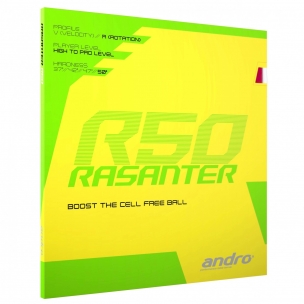 PROFILE
V (VELOCITY) / R (ROTATION)
PLAYER LEVEL
HIGH TO PRO LEVEL
HARDNESS
37°/42°/47°/50°
R50
RASANTER
BOOST THE CELL FREE BALL
andro